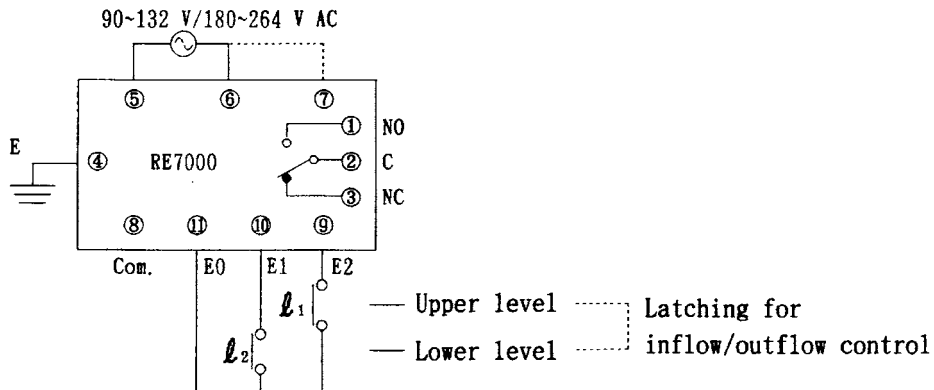 90~132 V/180~264 V AC
⑤ ⑥ ⑦
① NO
E
④ RE7000 ② C
③ NC
⑧ ⑪ ⑩ ⑨
Com. E0 E1 E2
ℓ1 Upper level Latching for
ℓ2 Lower level inflow/outflow control